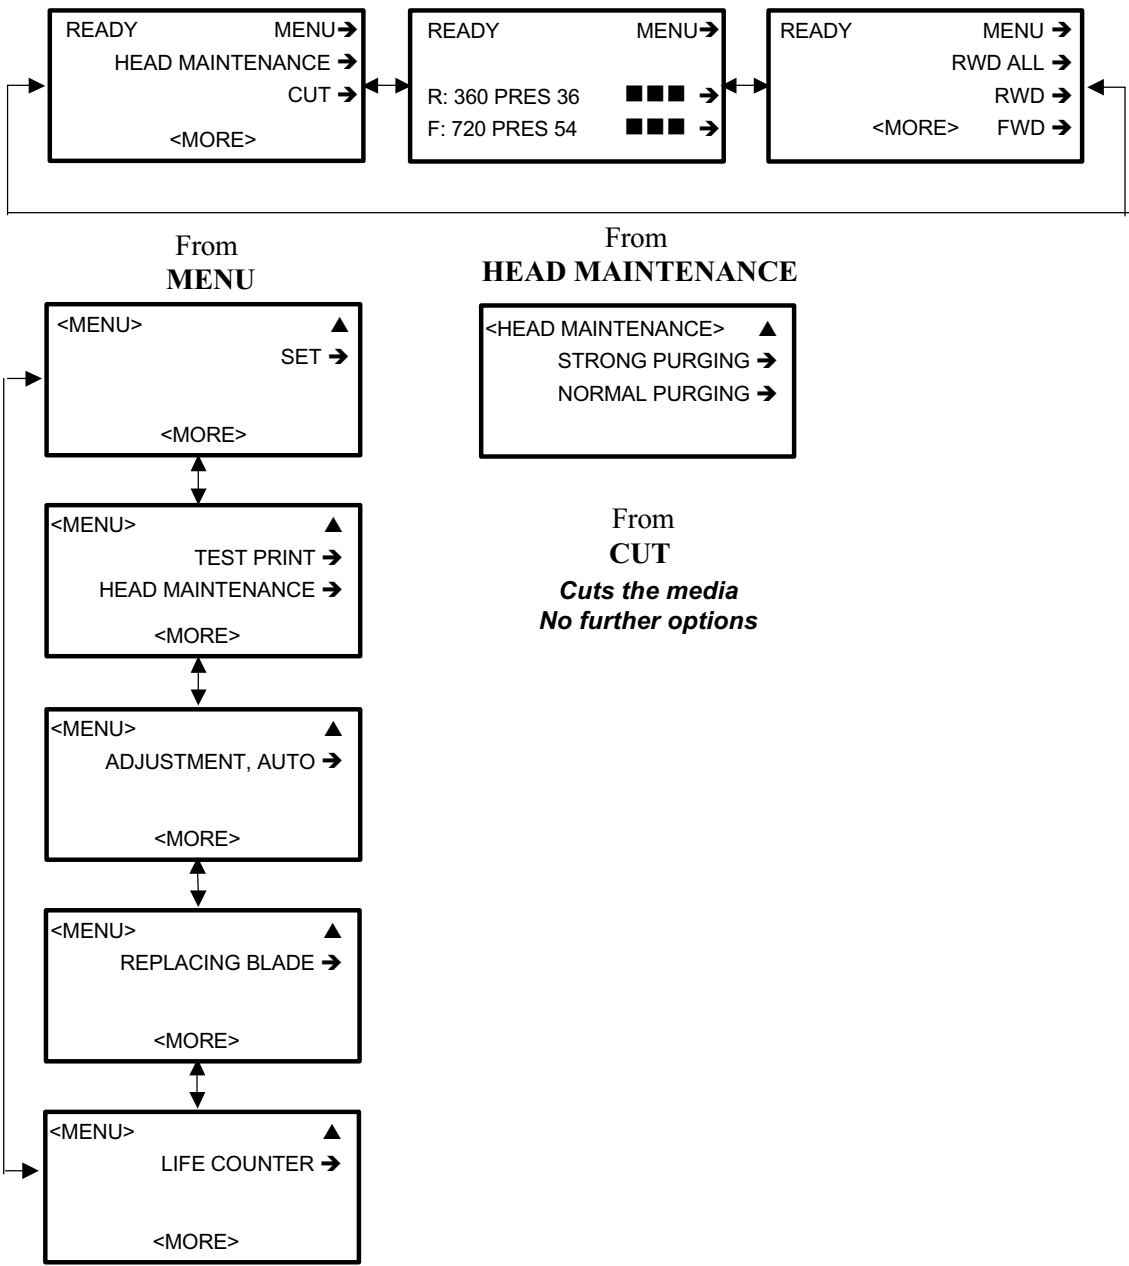 READY MENU➔
HEAD MAINTENANCE ➔
CUT ➔
<MORE>
READY MENU➔
R: 360 PRES 36 ■■■ ➔
F: 720 PRES 54 ■■■ ➔
READY MENU ➔
RWD ALL ➔
RWD ➔
<MORE> FWD ➔
From
MENU
<MENU> ▲
SET ➔
<MORE>
<MENU> ▲
TEST PRINT ➔
HEAD MAINTENANCE ➔
<MORE>
<MENU> ▲
ADJUSTMENT, AUTO ➔
<MORE>
<MENU> ▲
REPLACING BLADE ➔
<MORE>
<MENU> ▲
LIFE COUNTER ➔
<MORE>
From
HEAD MAINTENANCE
<HEAD MAINTENANCE> ▲
STRONG PURGING ➔
NORMAL PURGING ➔
From
CUT
Cuts the media
No further options